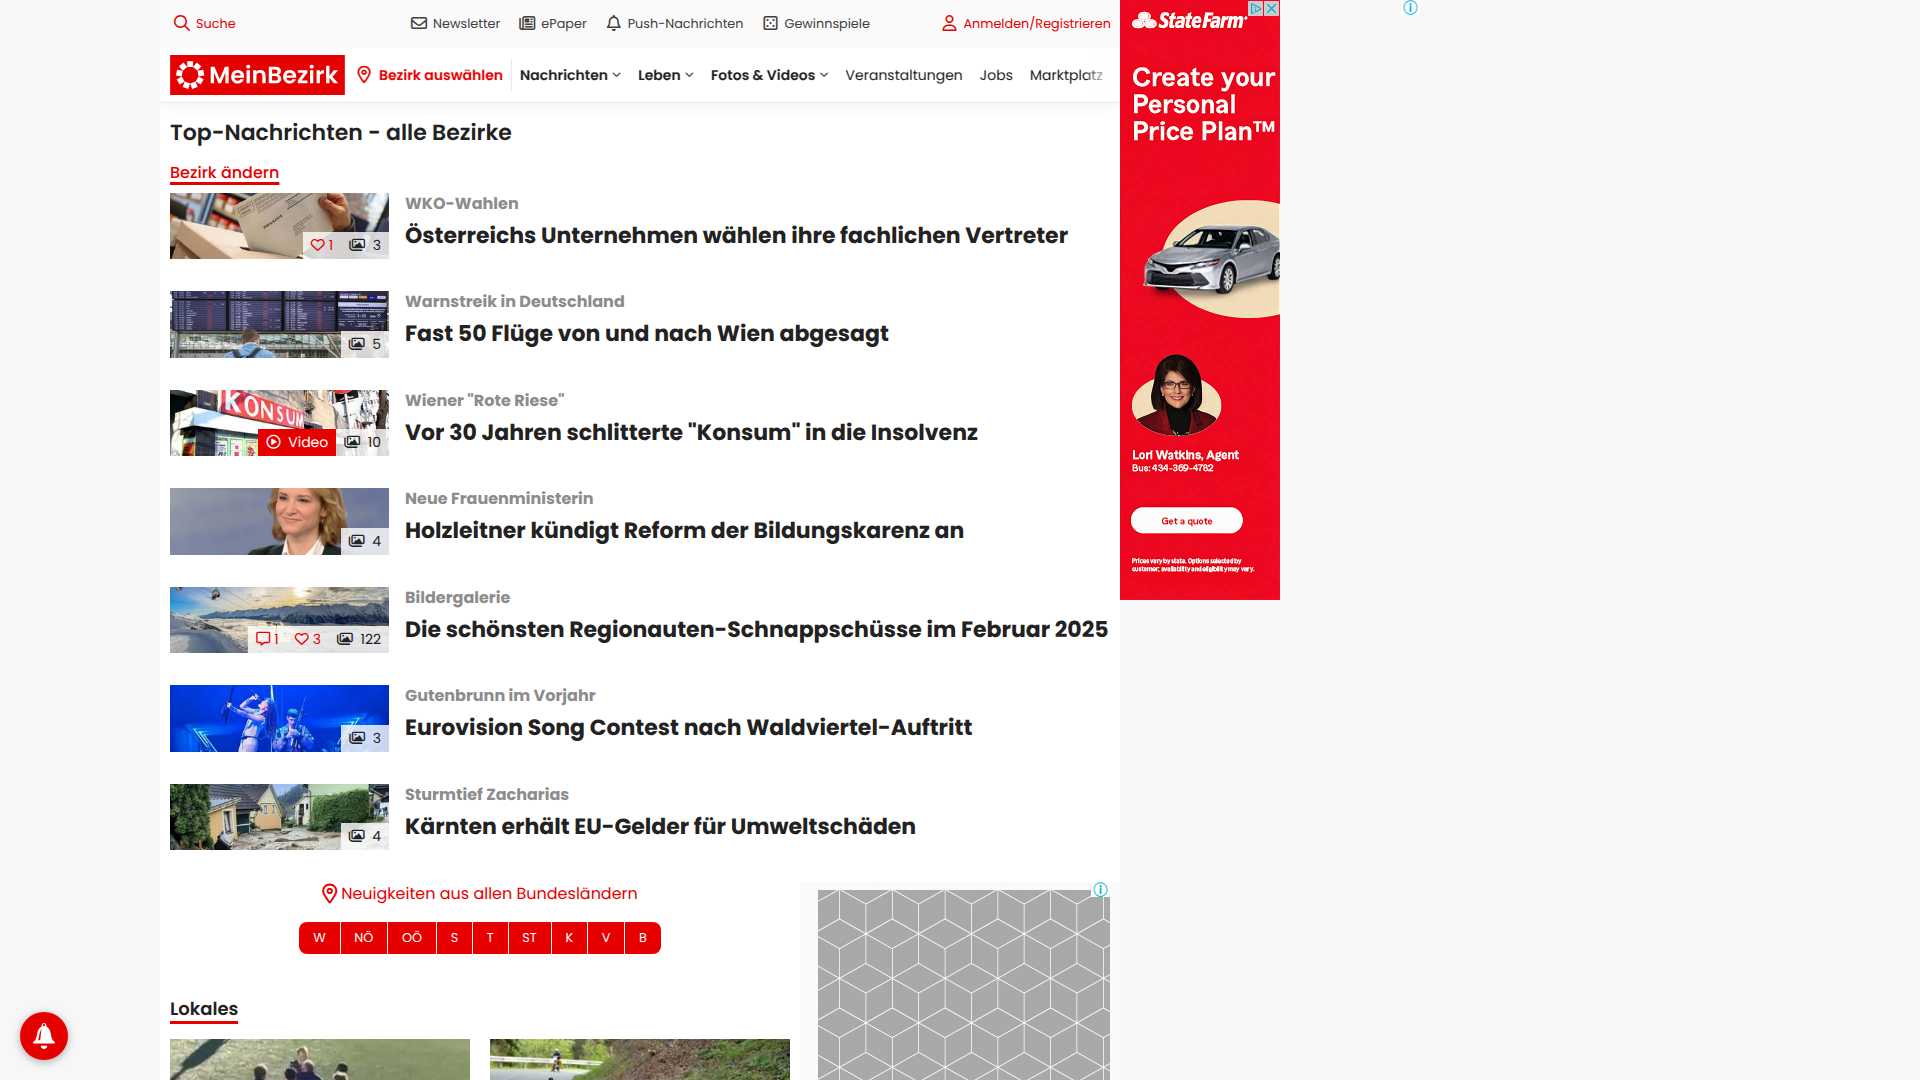 Suche
Newsletter
ePaper
Push-Nachrichten
Gewinnspiele
Anmelden/Registrieren
MeinBezirk
Bezirk auswählen
Nachrichten
Leben
Fotos & Videos
Veranstaltungen
Jobs
Marktplatz
Top-Nachrichten - alle Bezirke
Bezirk ändern
1
3
WKO-Wahlen
Österreichs Unternehmen wählen ihre fachlichen Vertreter
5
Warnstreik in Deutschland
Fast 50 Flüge von und nach Wien abgesagt
KONSUM
Video
10
Wiener "Rote Riese"
Vor 30 Jahren schlitterte "Konsum" in die Insolvenz
4
Neue Frauenministerin
Holzleitner kündigt Reform der Bildungskarenz an
1
3
122
Bildergalerie
Die schönsten Regionauten-Schnappschüsse im Februar 2025
3
Gutenbrunn im Vorjahr
Eurovision Song Contest nach Waldviertel-Auftritt
4
Sturmtief Zacharias
Kärnten erhält EU-Gelder für Umweltschäden
Neuigkeiten aus allen Bundesländern
W
NÖ
OÖ
S
T
ST
K
V
B
Lokales
StateFarm
Create your
Personal
Price Plan™
Lori Watkins, Agent
Bus: 434-369-4782
Get a quote
Prices vary by state. Options selected by
customer; availability and eligibility may vary.